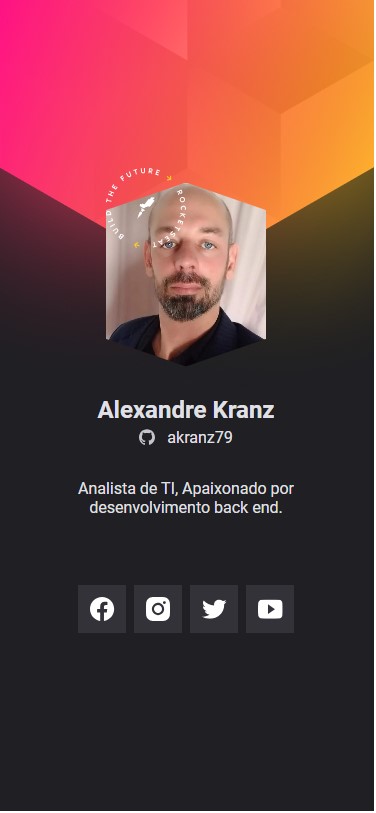 BUILD THE FUTURE → ROCKETSEAT →
Alexandre Kranz
akranz79
Analista de TI, Apaixonado por
desenvolvimento back end.